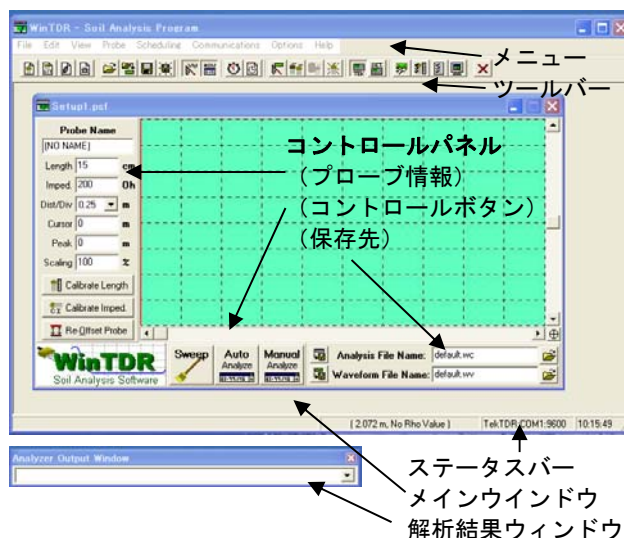 WinTDR - Soil Analysis Program
File Edit View Probe Scheduling Communications Options Help
メニュー
ツールバー
Setup1.psf
Probe Name
[NO NAME]
Length 15 cm
Imped. 200 Oh
Dist/Div 0.25 m
Cursor 0 m
Peak 0 m
Scaling 100 %
Calibrate Length
Calibrate Imped.
Re Offset Probe
コントロールパネル
（プローブ情報）
（コントロールボタン）
（保存先）
WinTDR
Soil Analysis Software
Sweep
Auto
Analyze
Manual
Analyze
Analysis File Name: default.wc
Waveform File Name: default.wv
( 2.072 m, No Rho Value )
TekTDR COM1:9600
10:15:49
Analyzer Output Window
ステータスバー
メインウインドウ
解析結果ウィンドウ